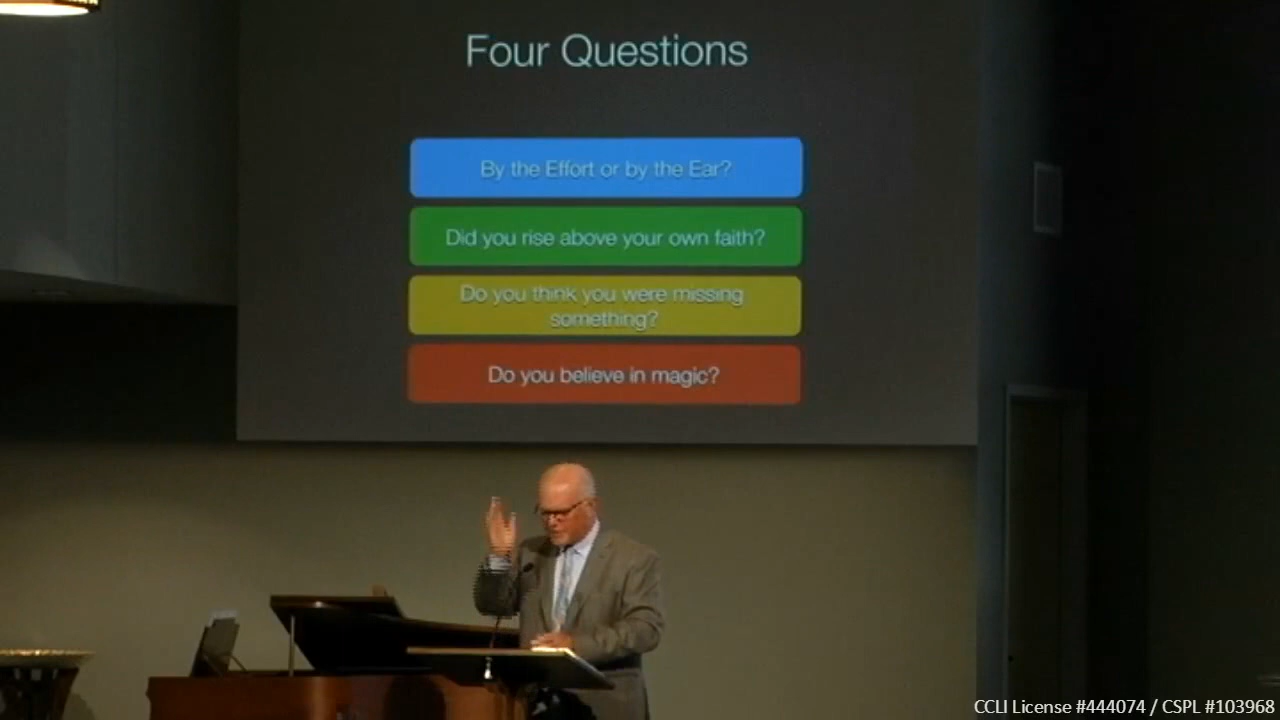 Four Questions
By the Effort or by the Ear?
Did you rise above your own faith?
Do you think you were missing
something?
Do you believe in magic?
CCLI License #444074 / CSPL #103968